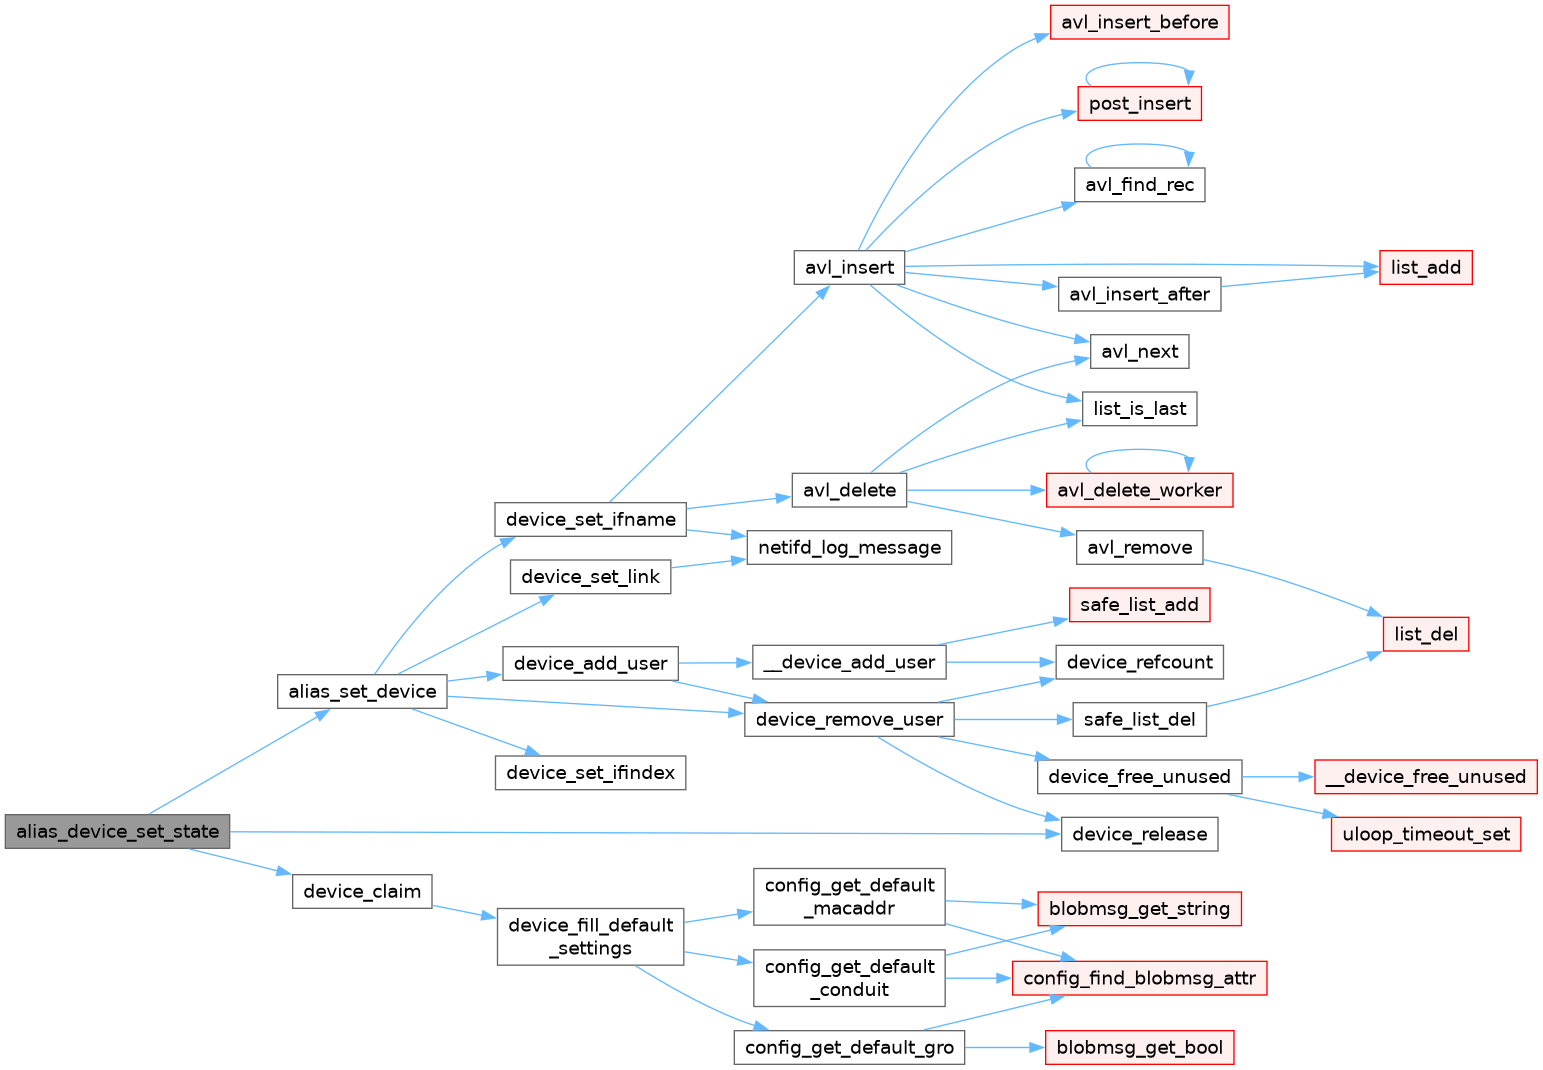 avl_insert_before
post_insert
avl_find_rec
avl_insert
list_add
avl_insert_after
avl_next
list_is_last
avl_delete
avl_delete_worker
device_set_ifname
netifd_log_message
avl_remove
device_set_link
safe_list_add
list_del
device_add_user
__device_add_user
device_refcount
alias_set_device
device_remove_user
safe_list_del
device_set_ifindex
device_free_unused
__device_free_unused
alias_device_set_state
device_release
uloop_timeout_set
device_claim
config_get_default
_macaddr
blobmsg_get_string
device_fill_default
_settings
config_get_default
_conduit
config_find_blobmsg_attr
config_get_default_gro
blobmsg_get_bool